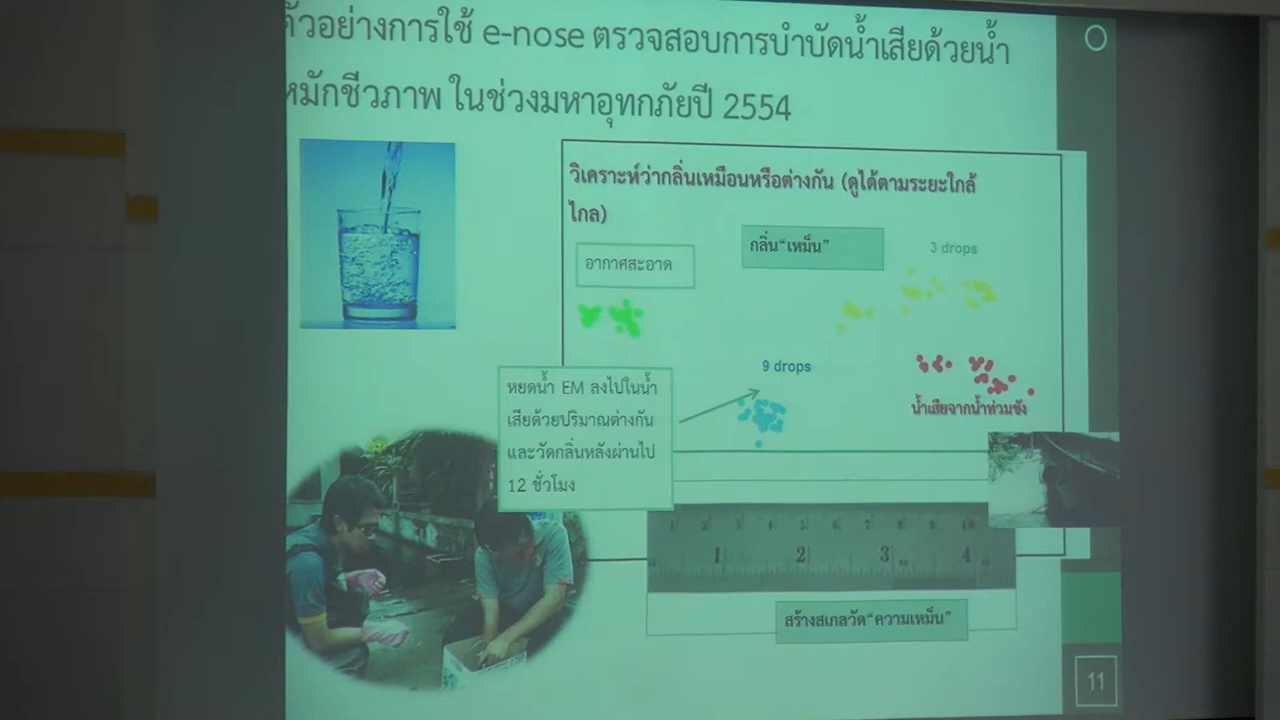 ตัวอย่างการใช้ e-nose ตรวจสอบการบำบัดน้ำเสียด้วยน้ำ
หมักชีวภาพ ในช่วงมหาอุทกภัยปี 2554
วิเคราะห์ว่ากลิ่นเหมือนหรือต่างกัน (ดูได้ตามระยะใกล้
ไกล)
อากาศสะอาด
กลิ่น“เหม็น”
3 drops
9 drops
หยดน้ำ EM ลงไปในน้ำ
เสียด้วยปริมาณต่างกัน
และวัดกลิ่นหลังผ่านไป
12 ชั่วโมง
น้ำเสียจากน้ำท่วมขัง
1 2 3 4
สร้างสเกลวัด“ความเหม็น”
11